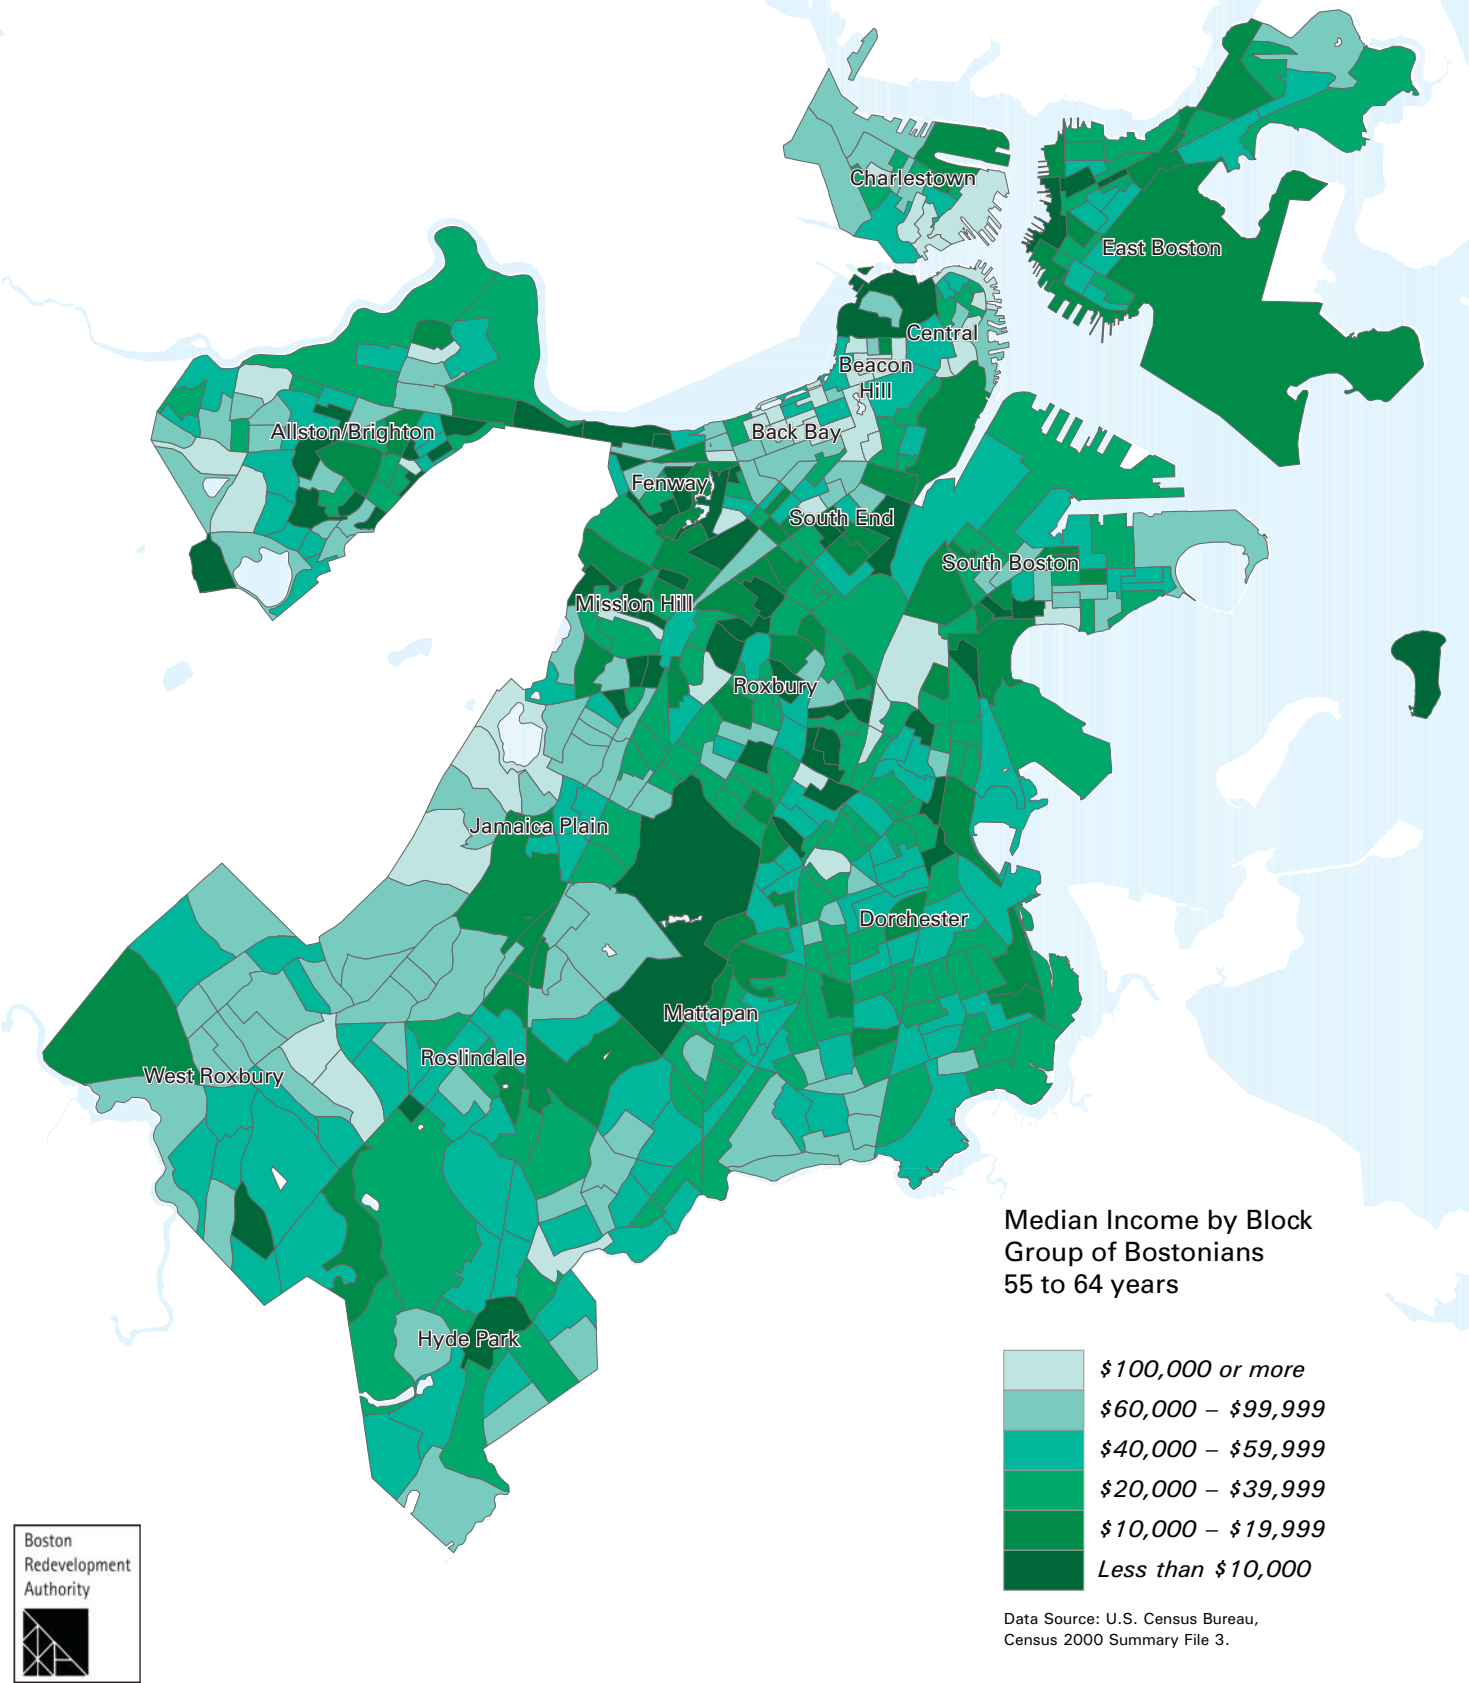 Charlestown
East Boston
Central
Beacon
Hill
Allston/Brighton
Back Bay
Fenway
South End
South Boston
Mission Hill
Roxbury
Jamaica Plain
Dorchester
Mattapan
Roslindale
West Roxbury
Hyde Park
Median Income by Block
Group of Bostonians
55 to 64 years
$100,000 or more
$60,000 – $99,999
$40,000 – $59,999
$20,000 – $39,999
$10,000 – $19,999
Less than $10,000
Data Source: U.S. Census Bureau,
Census 2000 Summary File 3.
Boston
Redevelopment
Authority